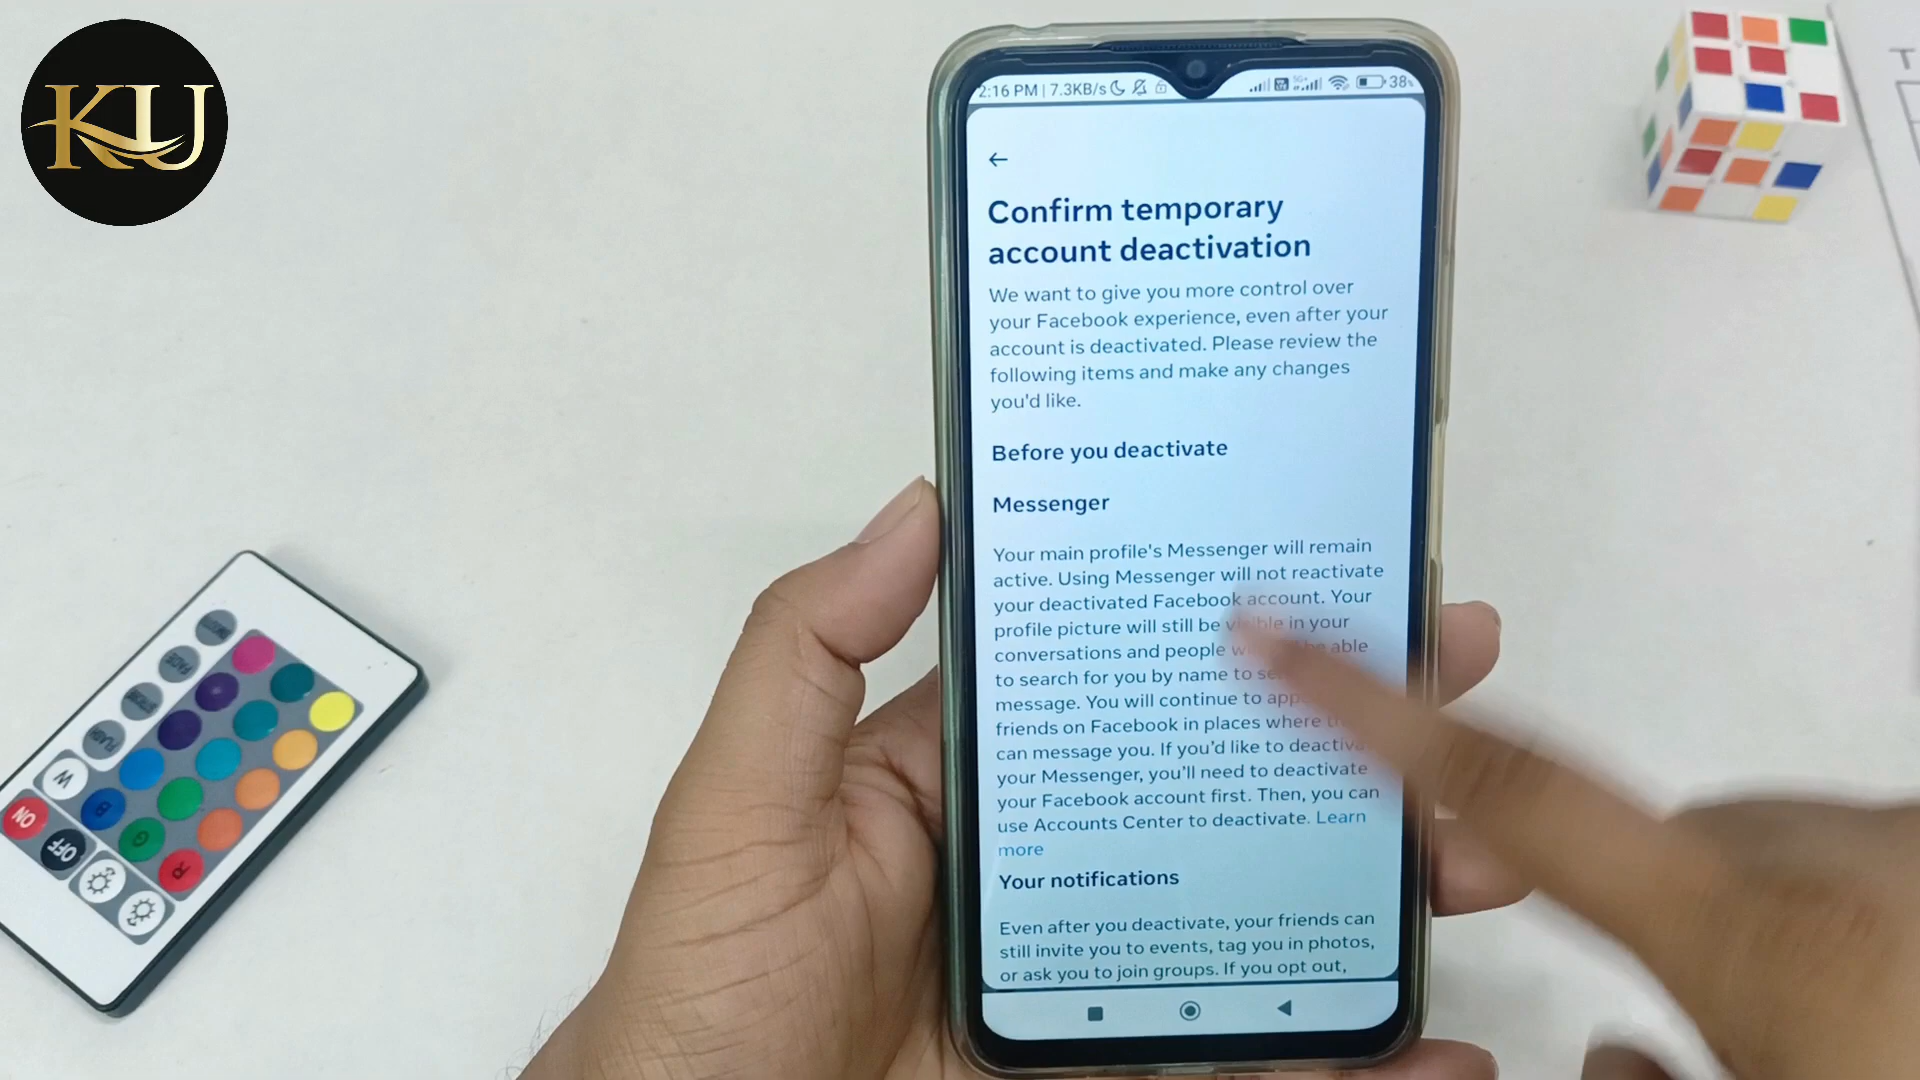 KU
2:16 PM | 7.3KB/s
38%
Confirm temporary
account deactivation
We want to give you more control over
your Facebook experience, even after your
account is deactivated. Please review the
following items and make any changes
you'd like.
Before you deactivate
Messenger
Your main profile's Messenger will remain
active. Using Messenger will not reactivate
your deactivated Facebook account. Your
profile picture will still be visible in your
conversations and people able
to search for you by name to
message. You will continue to
friends on Facebook in places where
can message you. If you'd like to
your Messenger, you'll need to deactivate
your Facebook account first. Then, you can
use Accounts Center to deactivate. Learn
more
Your notifications
Even after you deactivate, your friends can
still invite you to events, tag you in photos,
or ask you to join groups. If you opt out,
FADE
FLASH
W
B
G
R
ON
OFF
T